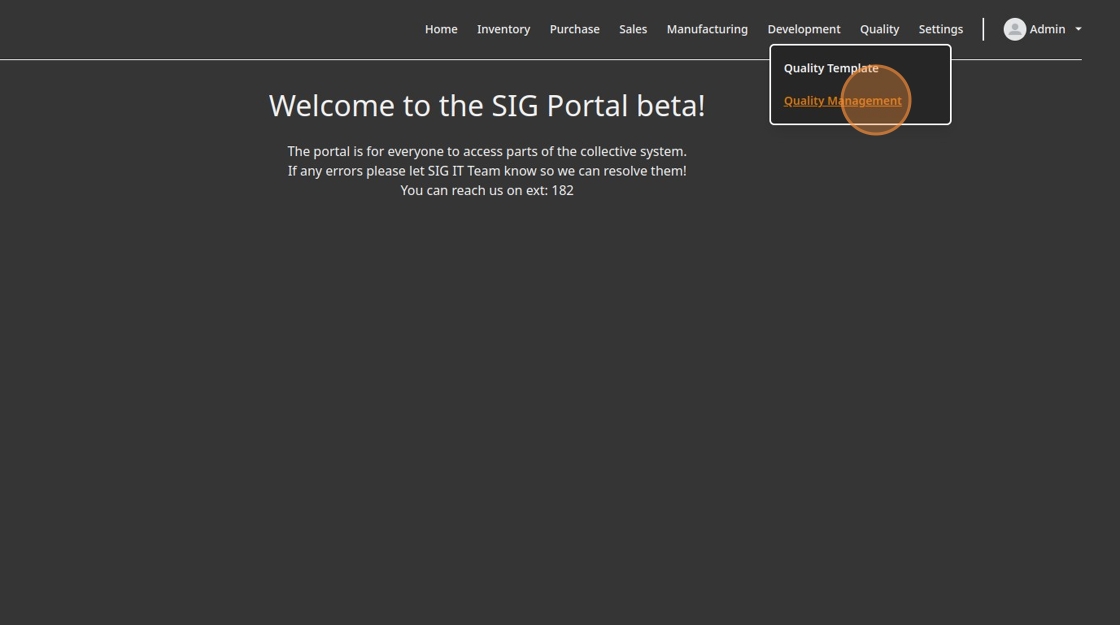 Home Inventory Purchase Sales Manufacturing Development Quality Settings Admin
Quality Template
Quality Management
Welcome to the SIG Portal beta!
The portal is for everyone to access parts of the collective system.
If any errors please let SIG IT Team know so we can resolve them!
You can reach us on ext: 182